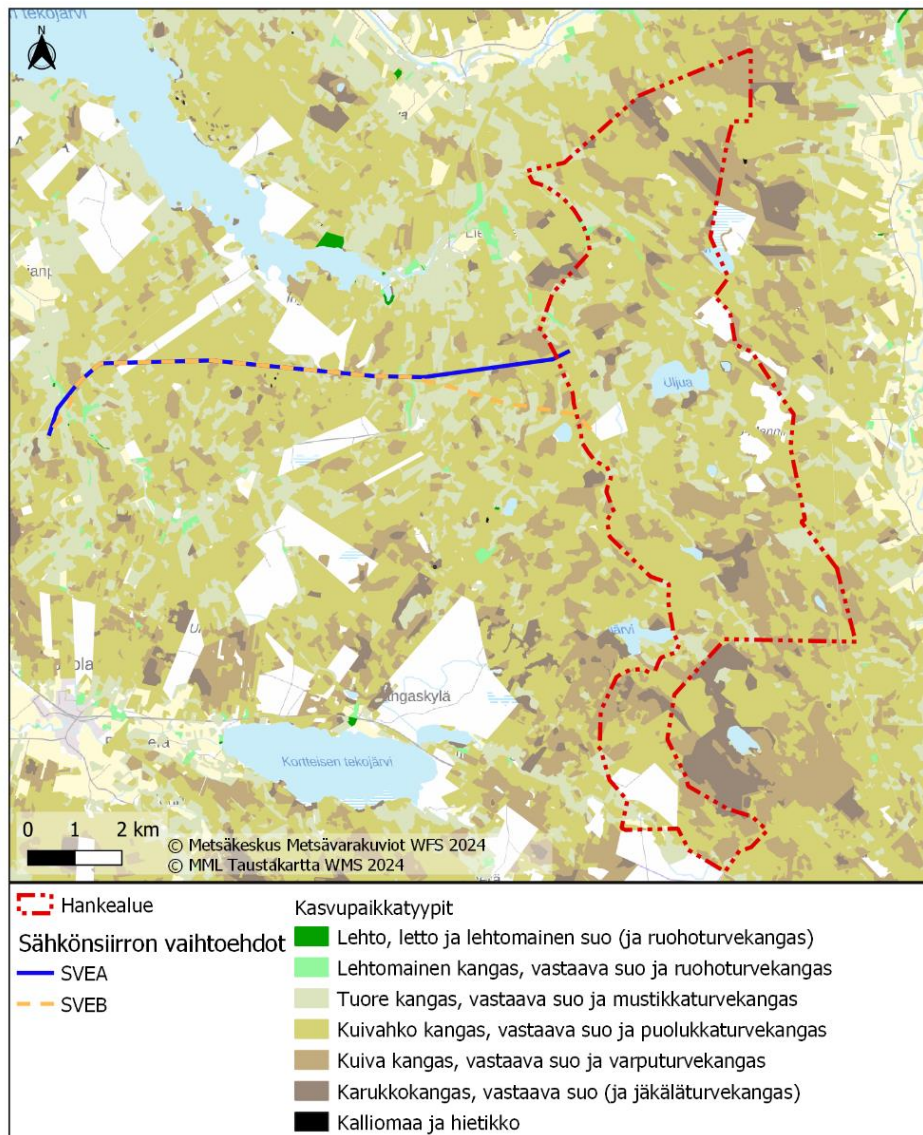 n tekojärvi
N
Uljua
Kortteisen tekojärvi
0 1 2 km
© Metsäkeskus Metsävarakuviot WFS 2024
© MML Taustakartta WMS 2024
Hankealue
Sähkönsiirron vaihtoehdot
SVEA
SVEB
Kasvupaikkatyypit
Lehto, letto ja lehtomainen suo (ja ruohoturvekangas)
Lehtomainen kangas, vastaava suo ja ruohoturvekangas
Tuore kangas, vastaava suo ja mustikkaturvekangas
Kuivahko kangas, vastaava suo ja puolukkaturvekangas
Kuiva kangas, vastaava suo ja varputurvekangas
Karukkokangas, vastaava suo (ja jäkäläturvekangas)
Kalliomaa ja hietikko